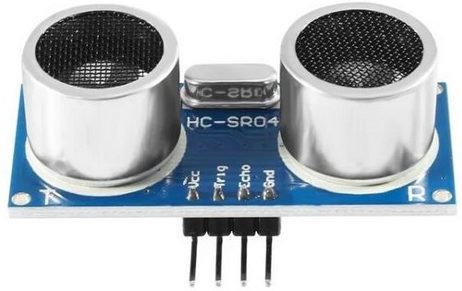 HC-SR04
Vcc
Trig
Echo
Gnd
T
R